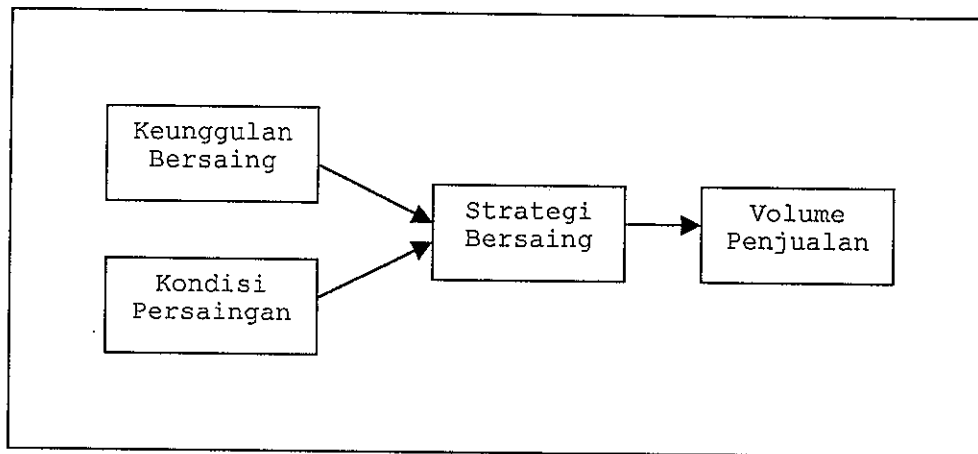 Keunggulan
Bersaing
Kondisi
Persaingan
Strategi
Bersaing
Volume
Penjualan